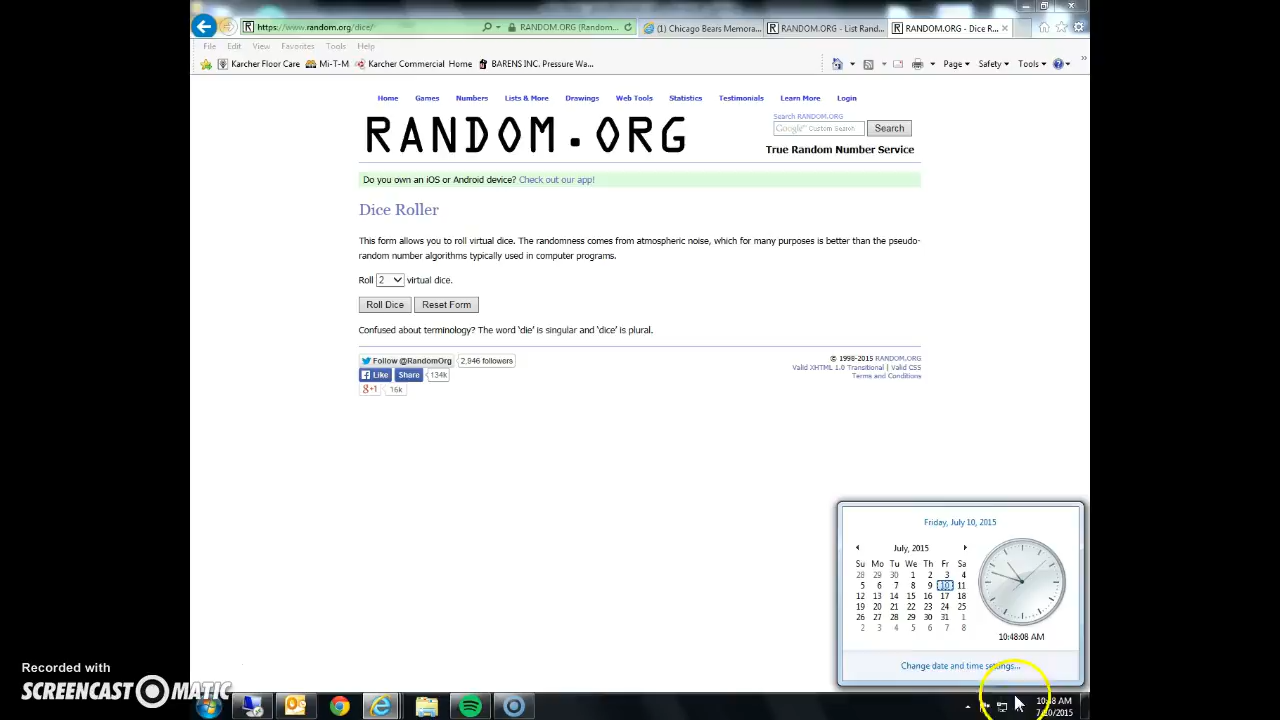 https://www.random.org/dice/
RANDOM.ORG (Random...
(1) Chicago Bears Memora...
RANDOM.ORG - List Rand...
RANDOM.ORG - Dice R...
File Edit View Favorites Tools Help
Karcher Floor Care Mi-T-M Karcher Commercial Home BARENS INC. Pressure Wa...
Page Safety Tools
Home Games Numbers Lists & More Drawings Web Tools Statistics Testimonials Learn More Login
Search RANDOM.ORG
RANDOM.ORG
Google™ Custom Search Search
True Random Number Service
Do you own an iOS or Android device? Check out our app!
Dice Roller
This form allows you to roll virtual dice. The randomness comes from atmospheric noise, which for many purposes is better than the pseudo-
random number algorithms typically used in computer programs.
Roll 2 virtual dice.
Roll Dice Reset Form
Confused about terminology? The word ‘die’ is singular and ‘dice’ is plural.
Follow @RandomOrg 2,946 followers
Like Share 134k
g+1 16k
© 1998-2015 RANDOM.ORG
Valid XHTML 1.0 Transitional | Valid CSS
Terms and Conditions
Friday, July 10, 2015
July, 2015
Su Mo Tu We Th Fr Sa
28 29 30 1 2 3 4
5 6 7 8 9 10 11
12 13 14 15 16 17 18
19 20 21 22 23 24 25
26 27 28 29 30 31 1
2 3 4 5 6 7 8
10:48:08 AM
Change date and time settings...
10:48 AM
7/10/2015
Recorded with
SCREENCAST O MATIC